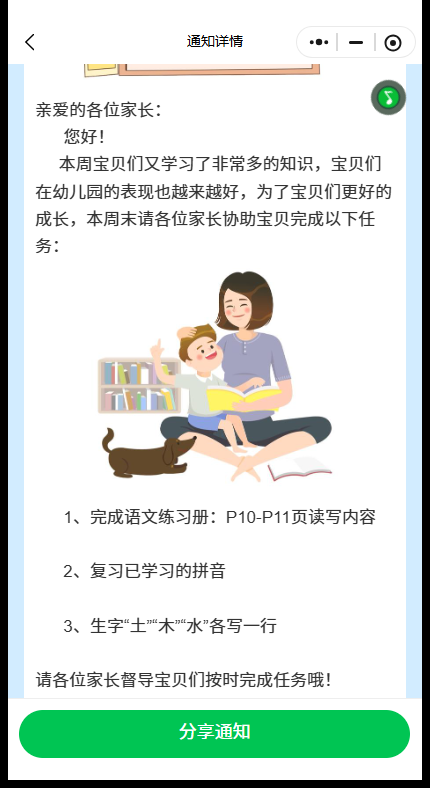 通知详情
亲爱的各位家长：
您好！
本周宝贝们又学习了非常多的知识，宝贝们
在幼儿园的表现也越来越好，为了宝贝们更好的
成长，本周末请各位家长协助宝贝完成以下任
务：
1、完成语文练习册：P10-P11页读写内容
2、复习已学习的拼音
3、生字“土”“木”“水”各写一行
请各位家长督导宝贝们按时完成任务哦！
分享通知